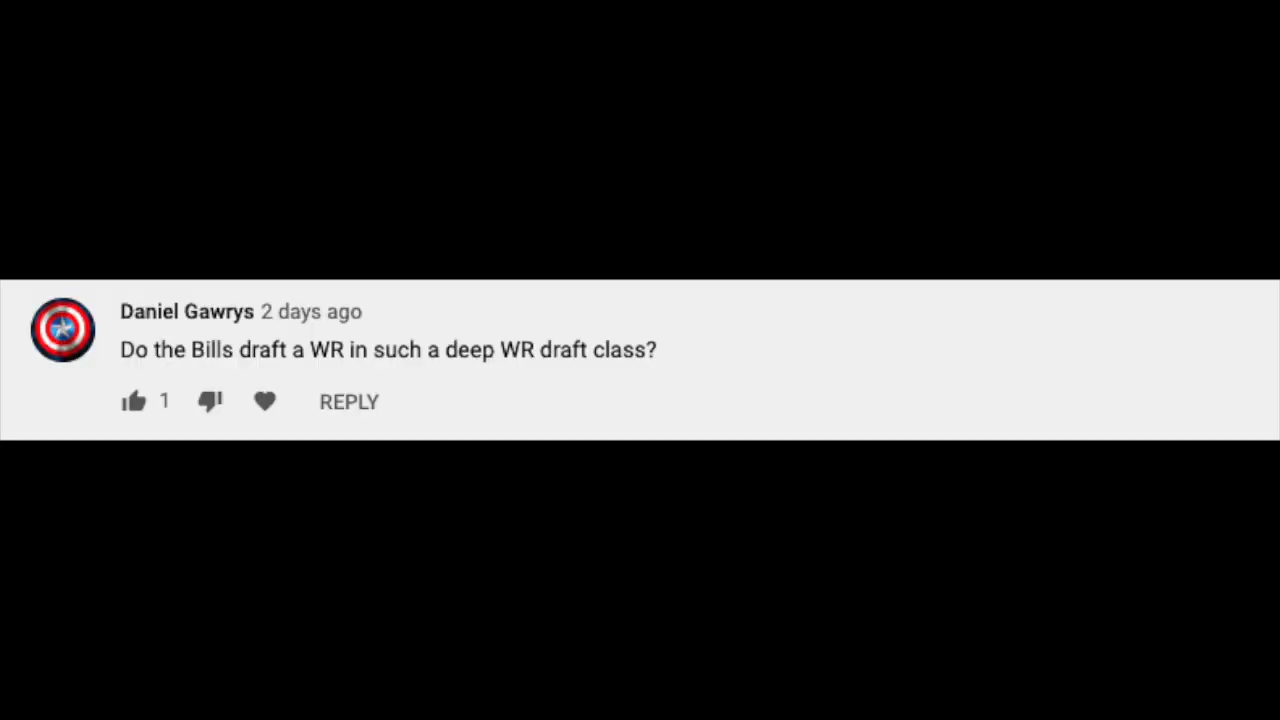 Daniel Gawrys 2 days ago
Do the Bills draft a WR in such a deep WR draft class?
1 REPLY